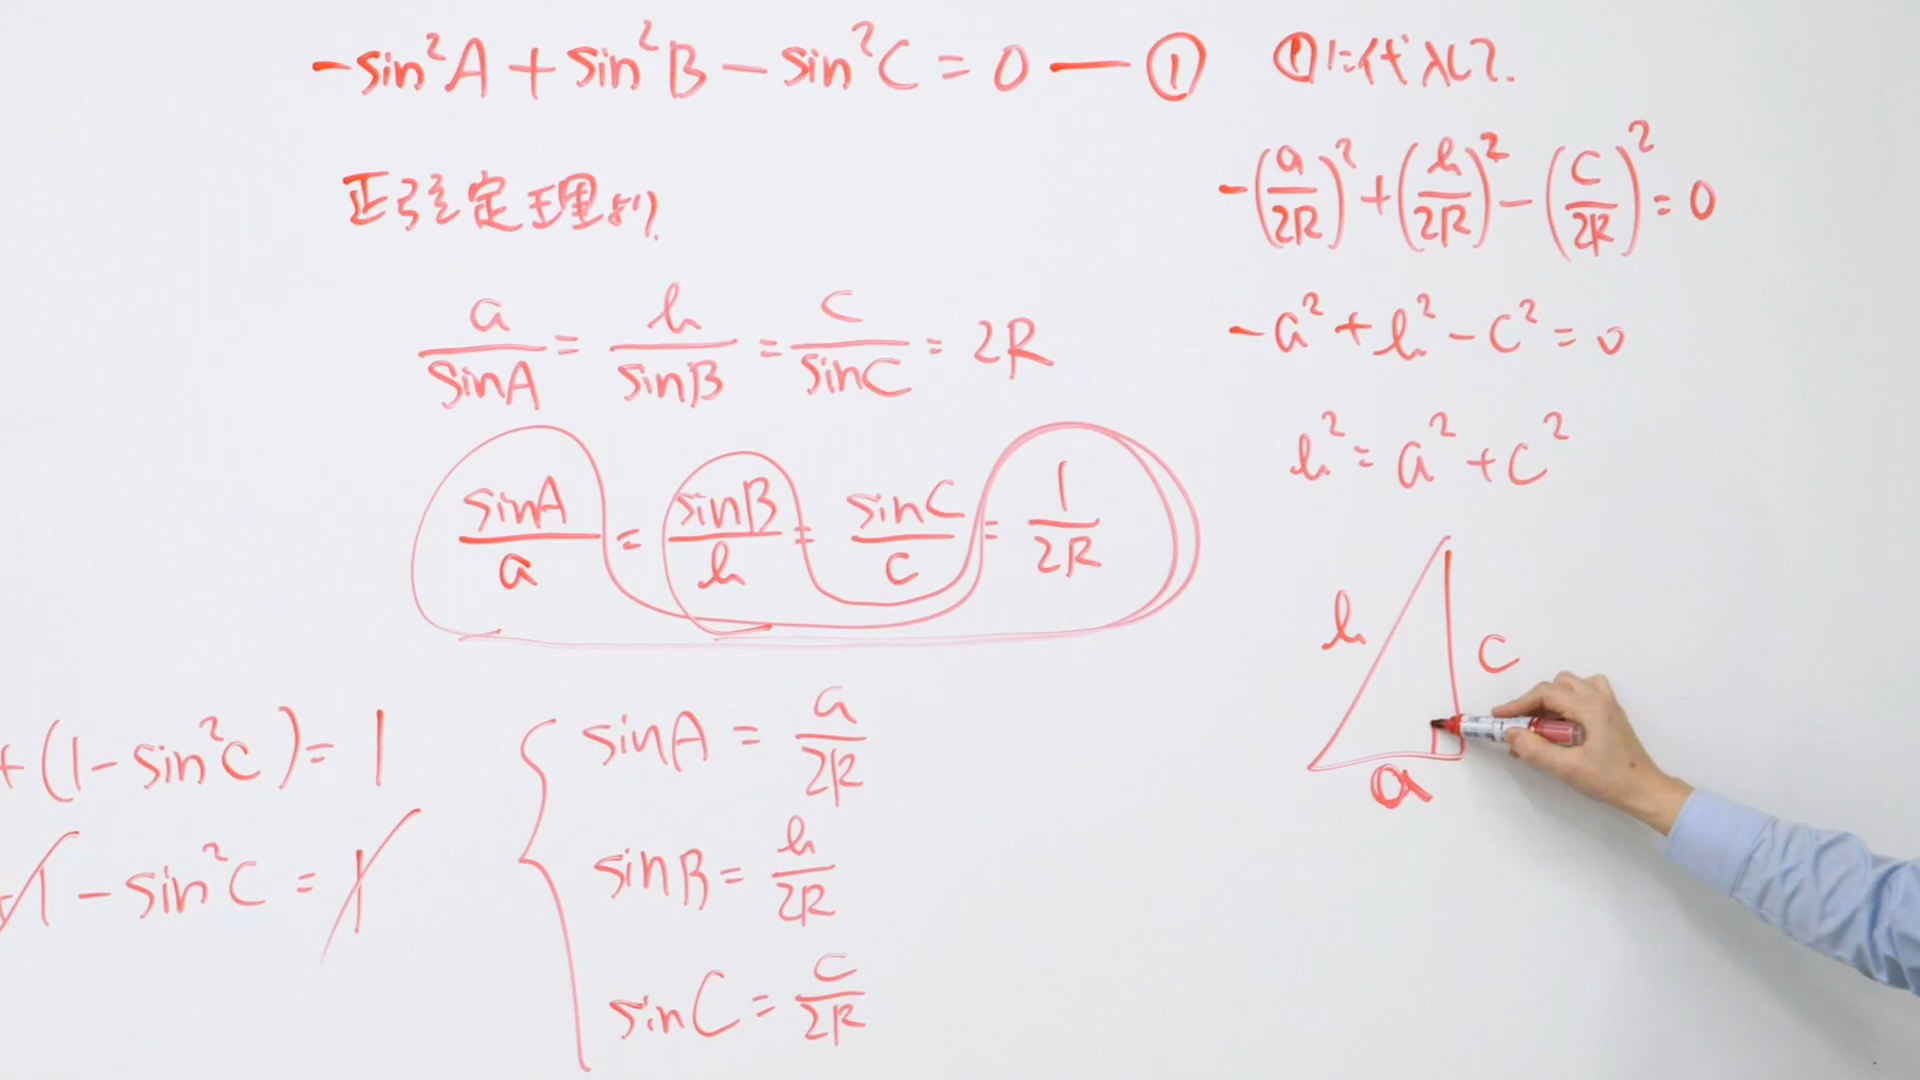 -sin²A + sin²B - sin²C = 0 — ①
正弦定理より、
a/sinA = b/sinB = c/sinC = 2R
sinA/a = sinB/b = sinC/c = 1/2R
+ (1 - sin²C) = 1
+1 - sin²C = 1
sinA = a/2R
sinB = b/2R
sinC = c/2R
①に代入して.
-(a/2R)² + (b/2R)² - (c/2R)² = 0
-a² + b² - c² = 0
b² = a² + c²
b
c
a